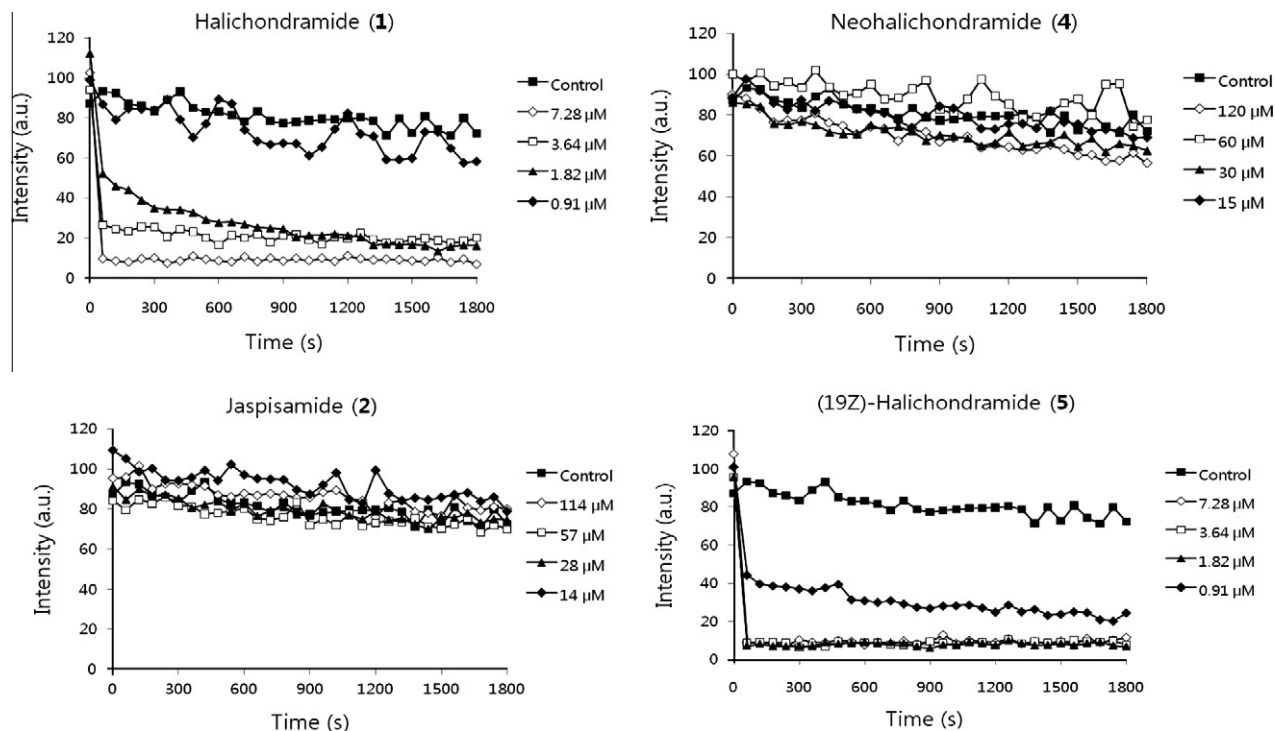 Halichondramide (1)
Intensity (a.u.)
120
100
80
60
40
20
0
0 300 600 900 1200 1500 1800
Time (s)
Control
7.28 µM
3.64 µM
1.82 µM
0.91 µM
Neohalichondramide (4)
Intensity (a.u.)
120
100
80
60
40
20
0
0 300 600 900 1200 1500 1800
Time (s)
Control
120 µM
60 µM
30 µM
15 µM
Jaspisamide (2)
Intensity (a.u.)
120
100
80
60
40
20
0
0 300 600 900 1200 1500 1800
Time (s)
Control
114 µM
57 µM
28 µM
14 µM
(19Z)-Halichondramide (5)
Intensity (a.u.)
120
100
80
60
40
20
0
0 300 600 900 1200 1500 1800
Time (s)
Control
7.28 µM
3.64 µM
1.82 µM
0.91 µM